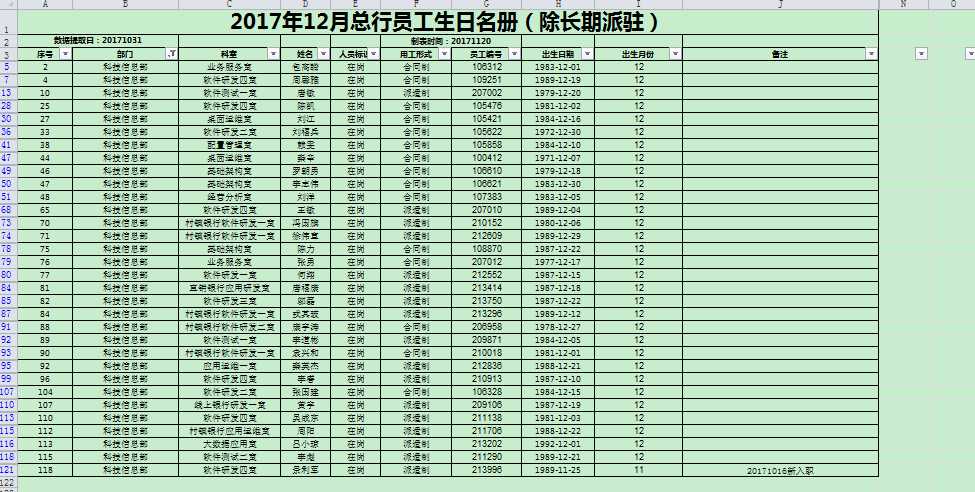 A B C D E F G H I J N O
1 2017年12月总行员工生日名册（除长期派驻）
2 数据提取日：20171031 制表时间：20171120
3 序号 部门 科室 姓名 人员标识 用工形式 员工编号 出生日期 出生月份 备注
5 2 科技信息部 业务服务室 在岗 合同制 106312 1983-12-01 12
7 4 科技信息部 软件研发四室 周馨雅 在岗 合同制 109251 1989-12-19 12
13 10 科技信息部 软件测试一室 唐敏 在岗 派遣制 207002 1979-12-20 12
28 25 科技信息部 软件研发四室 陈凯 在岗 合同制 105476 1981-12-02 12
30 27 科技信息部 桌面运维室 刘江 在岗 合同制 105421 1984-12-16 12
36 33 科技信息部 软件研发二室 刘福兵 在岗 合同制 105622 1972-12-30 12
41 38 科技信息部 配置管理室 赖雯 在岗 合同制 105858 1984-12-10 12
47 44 科技信息部 桌面运维室 在岗 合同制 100412 1971-12-07 12
49 46 科技信息部 基础架构室 罗朝勇 在岗 合同制 106610 1979-12-18 12
50 47 科技信息部 基础架构室 李志伟 在岗 合同制 106621 1983-12-30 12
51 48 科技信息部 经营分析室 刘洋 在岗 合同制 107383 1983-12-05 12
68 65 科技信息部 软件研发四室 王敏 在岗 派遣制 207010 1989-12-04 12
73 70 科技信息部 村镇银行软件研发一室 冯国旗 在岗 派遣制 210152 1980-12-06 12
74 71 科技信息部 村镇银行软件研发一室 徐伟宣 在岗 派遣制 212609 1989-12-29 12
78 75 科技信息部 基础架构室 陈力 在岗 合同制 108870 1987-12-22 12
79 76 科技信息部 业务服务室 张勇 在岗 合同制 207012 1977-12-17 12
80 77 科技信息部 软件研发一室 何翔 在岗 派遣制 212552 1987-12-15 12
84 81 科技信息部 直销银行应用研发室 唐福康 在岗 派遣制 213414 1987-12-18 12
85 82 科技信息部 软件研发三室 邬磊 在岗 派遣制 213750 1987-12-22 12
87 84 科技信息部 村镇银行软件研发一室 在岗 派遣制 213296 1989-12-12 12
91 88 科技信息部 村镇银行软件研发二室 康宇涛 在岗 合同制 206958 1978-12-27 12
92 89 科技信息部 软件测试一室 李道彬 在岗 派遣制 209871 1984-12-05 12
93 90 科技信息部 村镇银行软件研发一室 袁兴和 在岗 合同制 210018 1981-12-01 12
95 92 科技信息部 应用运维一室 在岗 派遣制 212836 1988-12-21 12
99 96 科技信息部 软件研发四室 李睿 在岗 派遣制 210913 1987-12-10 12
107 104 科技信息部 软件研发二室 张国建 在岗 合同制 106328 1984-12-15 12
110 107 科技信息部 线上银行研发一室 黄宇 在岗 派遣制 209106 1987-12-19 12
113 110 科技信息部 软件研发四室 吴成东 在岗 派遣制 211138 1981-12-03 12
115 112 科技信息部 村镇银行应用运维室 周阳 在岗 派遣制 211706 1988-12-22 12
116 113 科技信息部 大数据应用室 吕小琼 在岗 派遣制 213202 1992-12-01 12
118 115 科技信息部 软件测试二室 李彪 在岗 派遣制 211290 1989-12-21 12
121 118 科技信息部 软件研发四室 景利军 在岗 派遣制 213996 1989-11-25 11 20171016新入职
122